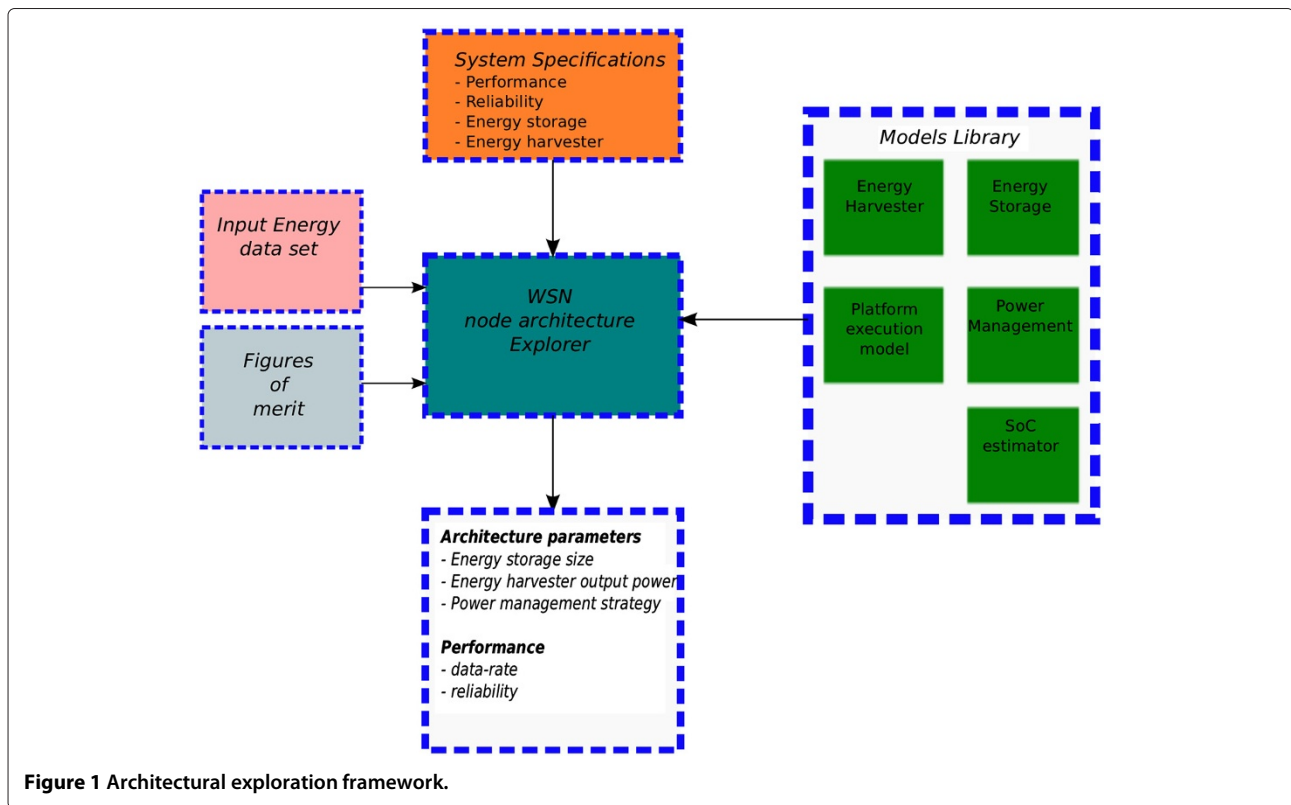 System Specifications
- Performance
- Reliability
- Energy storage
- Energy harvester
Input Energy
data set
Figures
of
merit
WSN
node architecture
Explorer
Models Library
Energy
Harvester
Energy
Storage
Platform
execution
model
Power
Management
SoC
estimator
Architecture parameters
- Energy storage size
- Energy harvester output power
- Power management strategy
Performance
- data-rate
- reliability
Figure 1 Architectural exploration framework.